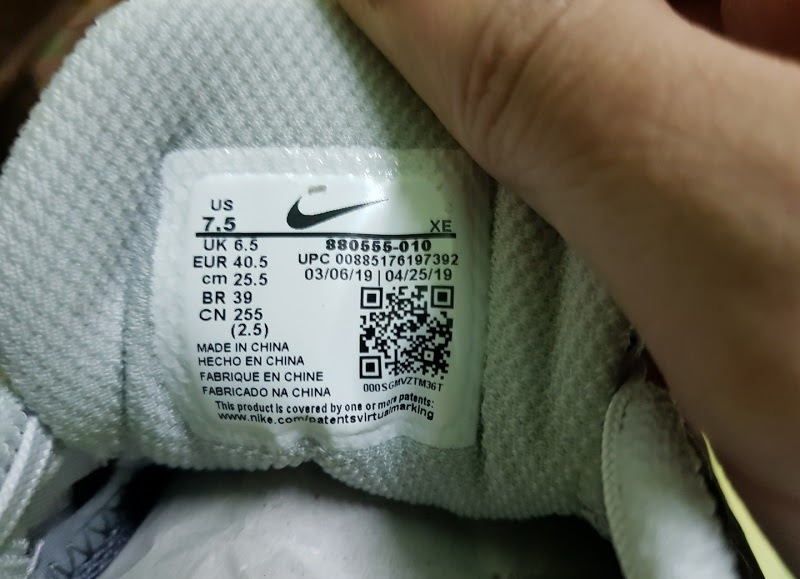 US
7.5 XE
UK 6.5 880555-010
EUR 40.5 UPC 00885176197392
cm 25.5 03/06/19 | 04/25/19
BR 39
CN 255
(2.5)
MADE IN CHINA
HECHO EN CHINA
FABRIQUE EN CHINE
FABRICADO NA CHINA
000SGMVZTM36T
This product is covered by one or more patents:
www.nike.com/patentsvirtualmarking